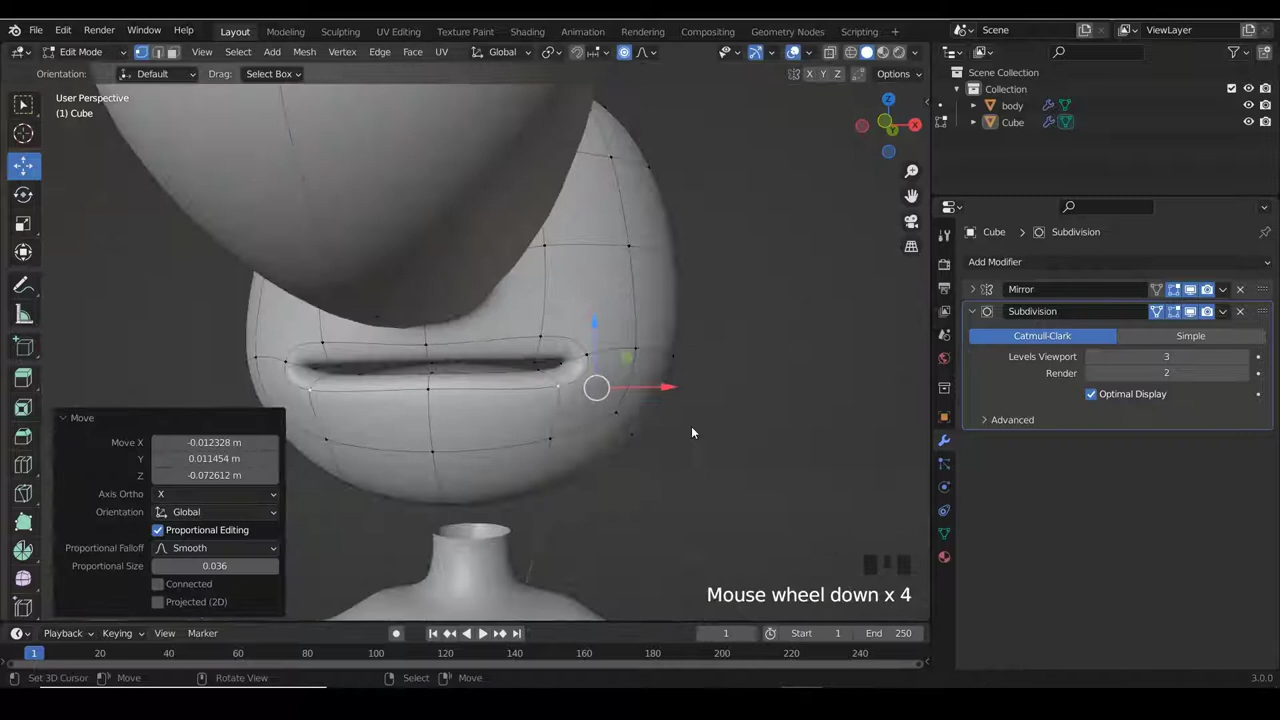 File Edit Render Window Help Layout Modeling Sculpting UV Editing Texture Paint Shading Animation Rendering Compositing Geometry Nodes Scripting + Scene ViewLayer
Edit Mode View Select Add Mesh Vertex Edge Face UV Global
Orientation: Default Drag: Select Box X Y Z Options
User Perspective
(1) Cube
Z
X
Y
Scene Collection
Collection
body
Cube
Cube > Subdivision
Add Modifier
Mirror
Subdivision
Catmull-Clark Simple
Levels Viewport 3
Render 2
Optimal Display
Advanced
Move
Move X -0.012328 m
Y 0.011454 m
Z -0.072612 m
Axis Ortho X
Orientation Global
Proportional Editing
Proportional Falloff Smooth
Proportional Size 0.036
Connected
Projected (2D)
Mouse wheel down x 4
Playback Keying View Marker 1 Start 1 End 250
1 20 40 60 80 100 120 140 160 180 200 220 240
Set 3D Cursor Move Rotate View Select Move 3.0.0